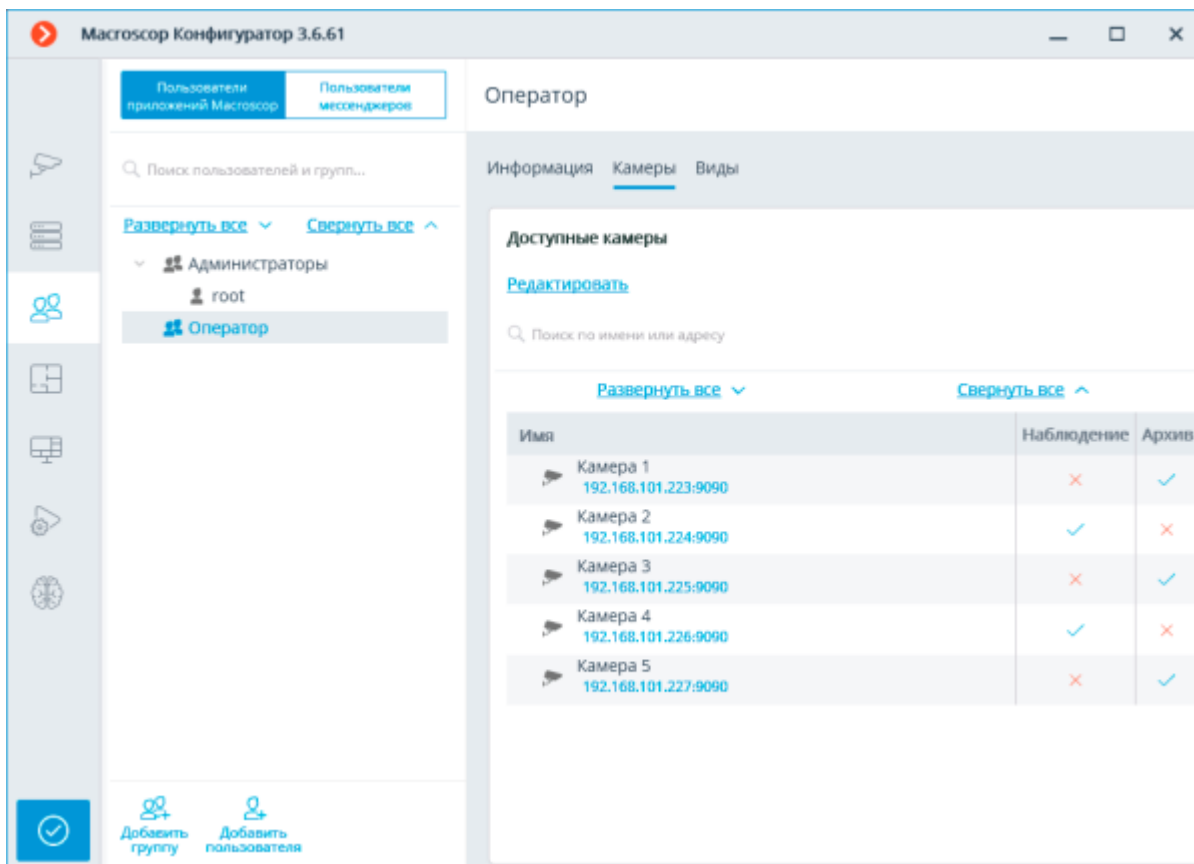 Macroscop Конфигуратор 3.6.61
Пользователи приложений Macroscop
Пользователи мессенджеров
Поиск пользователей и групп...
Развернуть все
Свернуть все
Администраторы
root
Оператор
Добавить группу
Добавить пользователя
Оператор
Информация Камеры Виды
Доступные камеры
Редактировать
Поиск по имени или адресу
Развернуть все Свернуть все
Имя Наблюдение Архив
Камера 1
192.168.101.223:9090
Камера 2
192.168.101.224:9090
Камера 3
192.168.101.225:9090
Камера 4
192.168.101.226:9090
Камера 5
192.168.101.227:9090